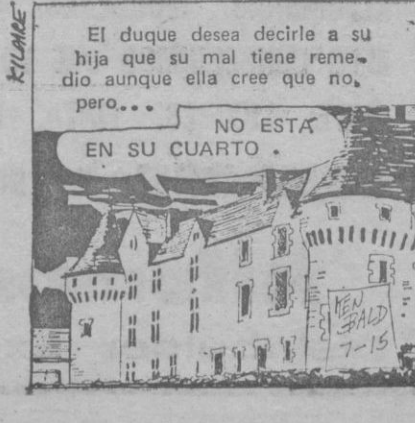 KILDARE
El duque desea decirle a su
hija que su mal tiene reme-
dio aunque ella cree que no,
pero...
NO ESTA
EN SU CUARTO.
KEN
BALD
7-15